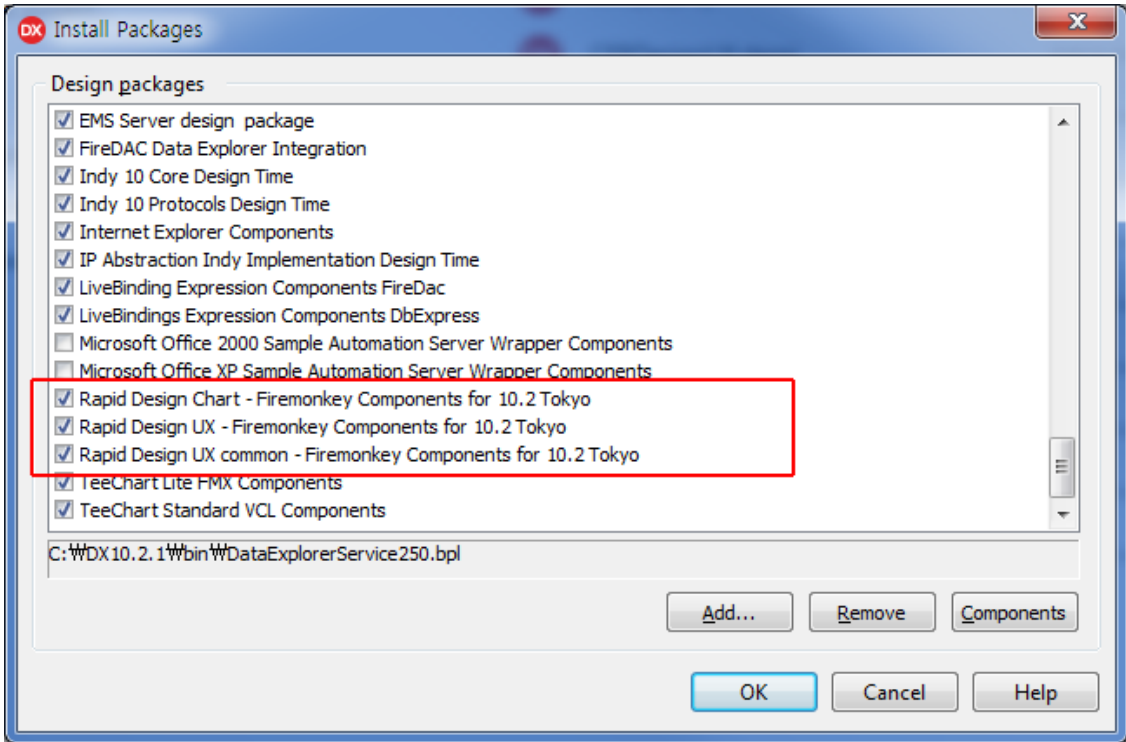 DX Install Packages
Design packages
EMS Server design  package
FireDAC Data Explorer Integration
Indy 10 Core Design Time
Indy 10 Protocols Design Time
Internet Explorer Components
IP Abstraction Indy Implementation Design Time
LiveBinding Expression Components FireDac
LiveBindings Expression Components DbExpress
Microsoft Office 2000 Sample Automation Server Wrapper Components
Microsoft Office XP Sample Automation Server Wrapper Components
Rapid Design Chart - Firemonkey Components for 10.2 Tokyo
Rapid Design UX - Firemonkey Components for 10.2 Tokyo
Rapid Design UX common - Firemonkey Components for 10.2 Tokyo
TeeChart Lite FMX Components
TeeChart Standard VCL Components
C:₩DX10.2.1₩bin₩DataExplorerService250.bpl
Add... Remove Components
OK Cancel Help